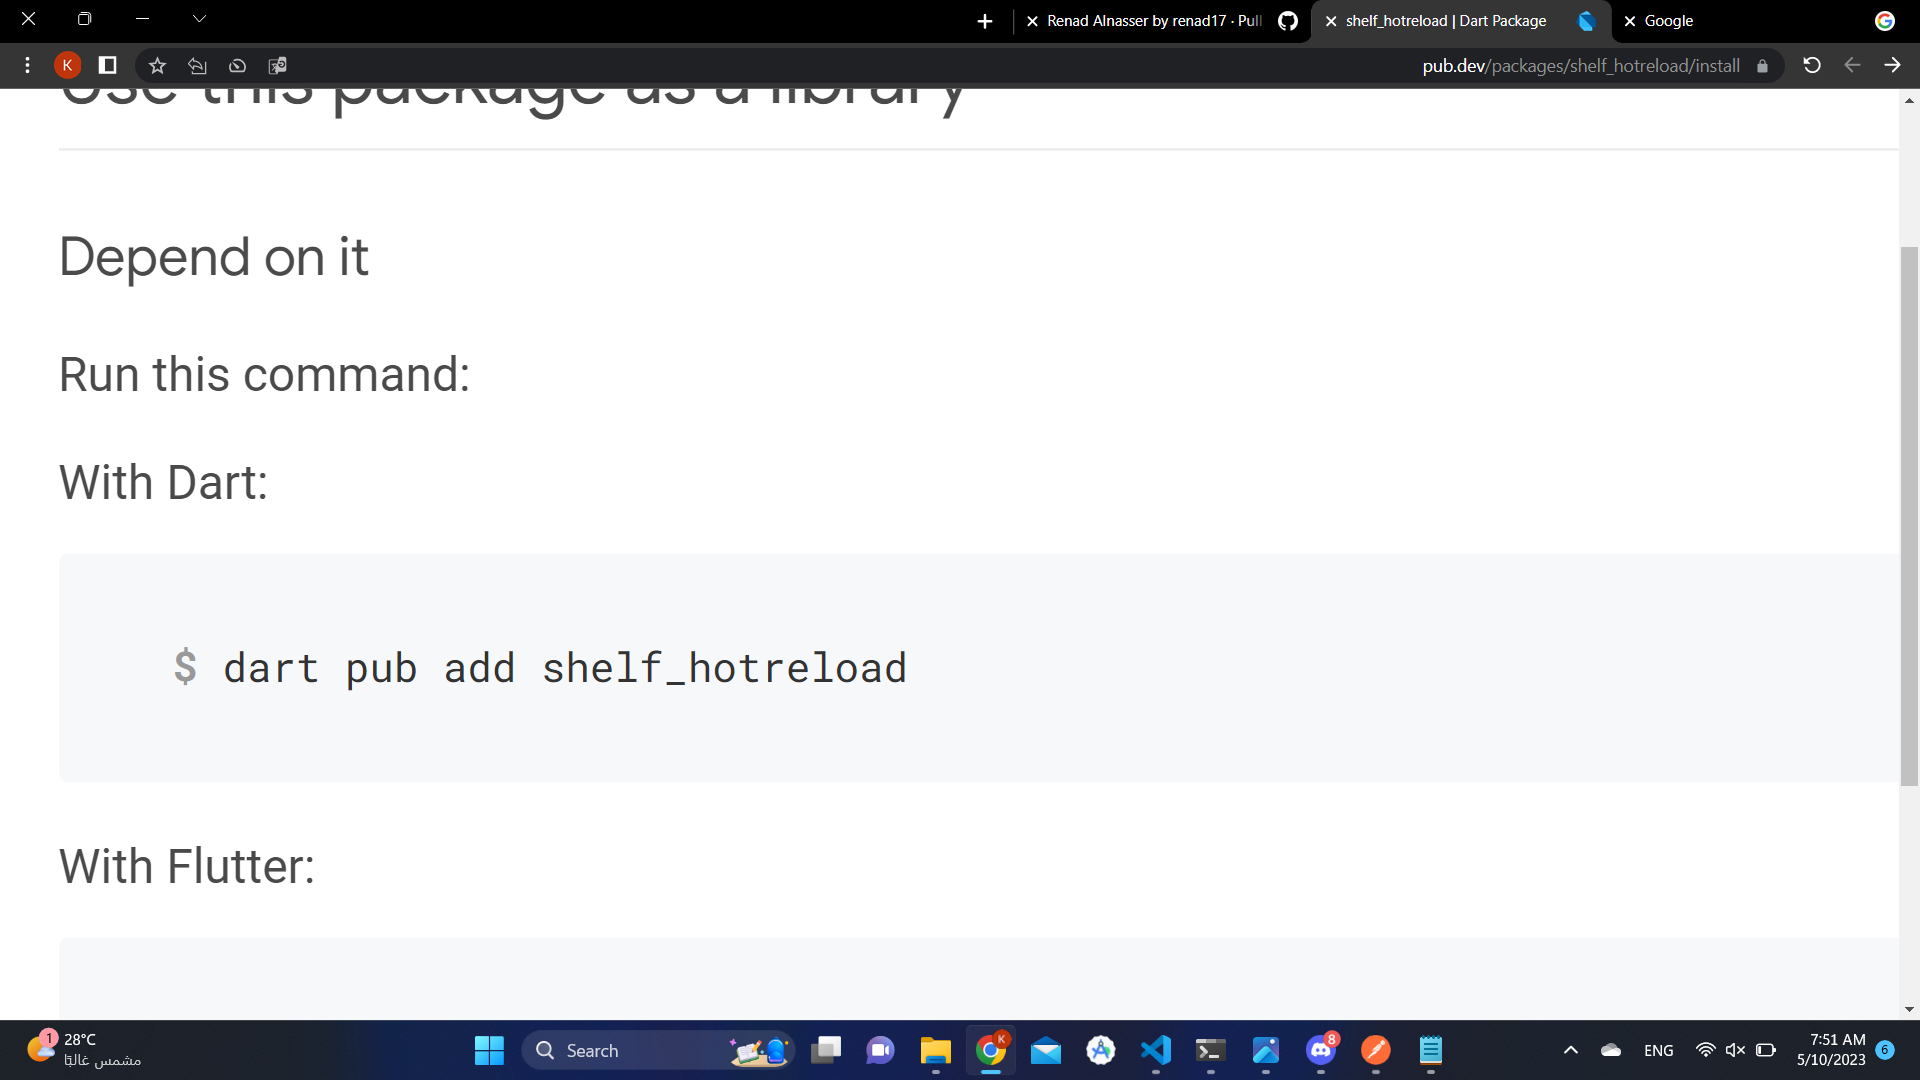 Renad Alnasser by renad17 · Pull
shelf_hotreload | Dart Package
Google
K
pub.dev/packages/shelf_hotreload/install
Use this package as a library
Depend on it
Run this command:
With Dart:
$ dart pub add shelf_hotreload
With Flutter:
1
28°C
مشمس غالبًا
Search
K
8
ENG
7:51 AM
5/10/2023
6